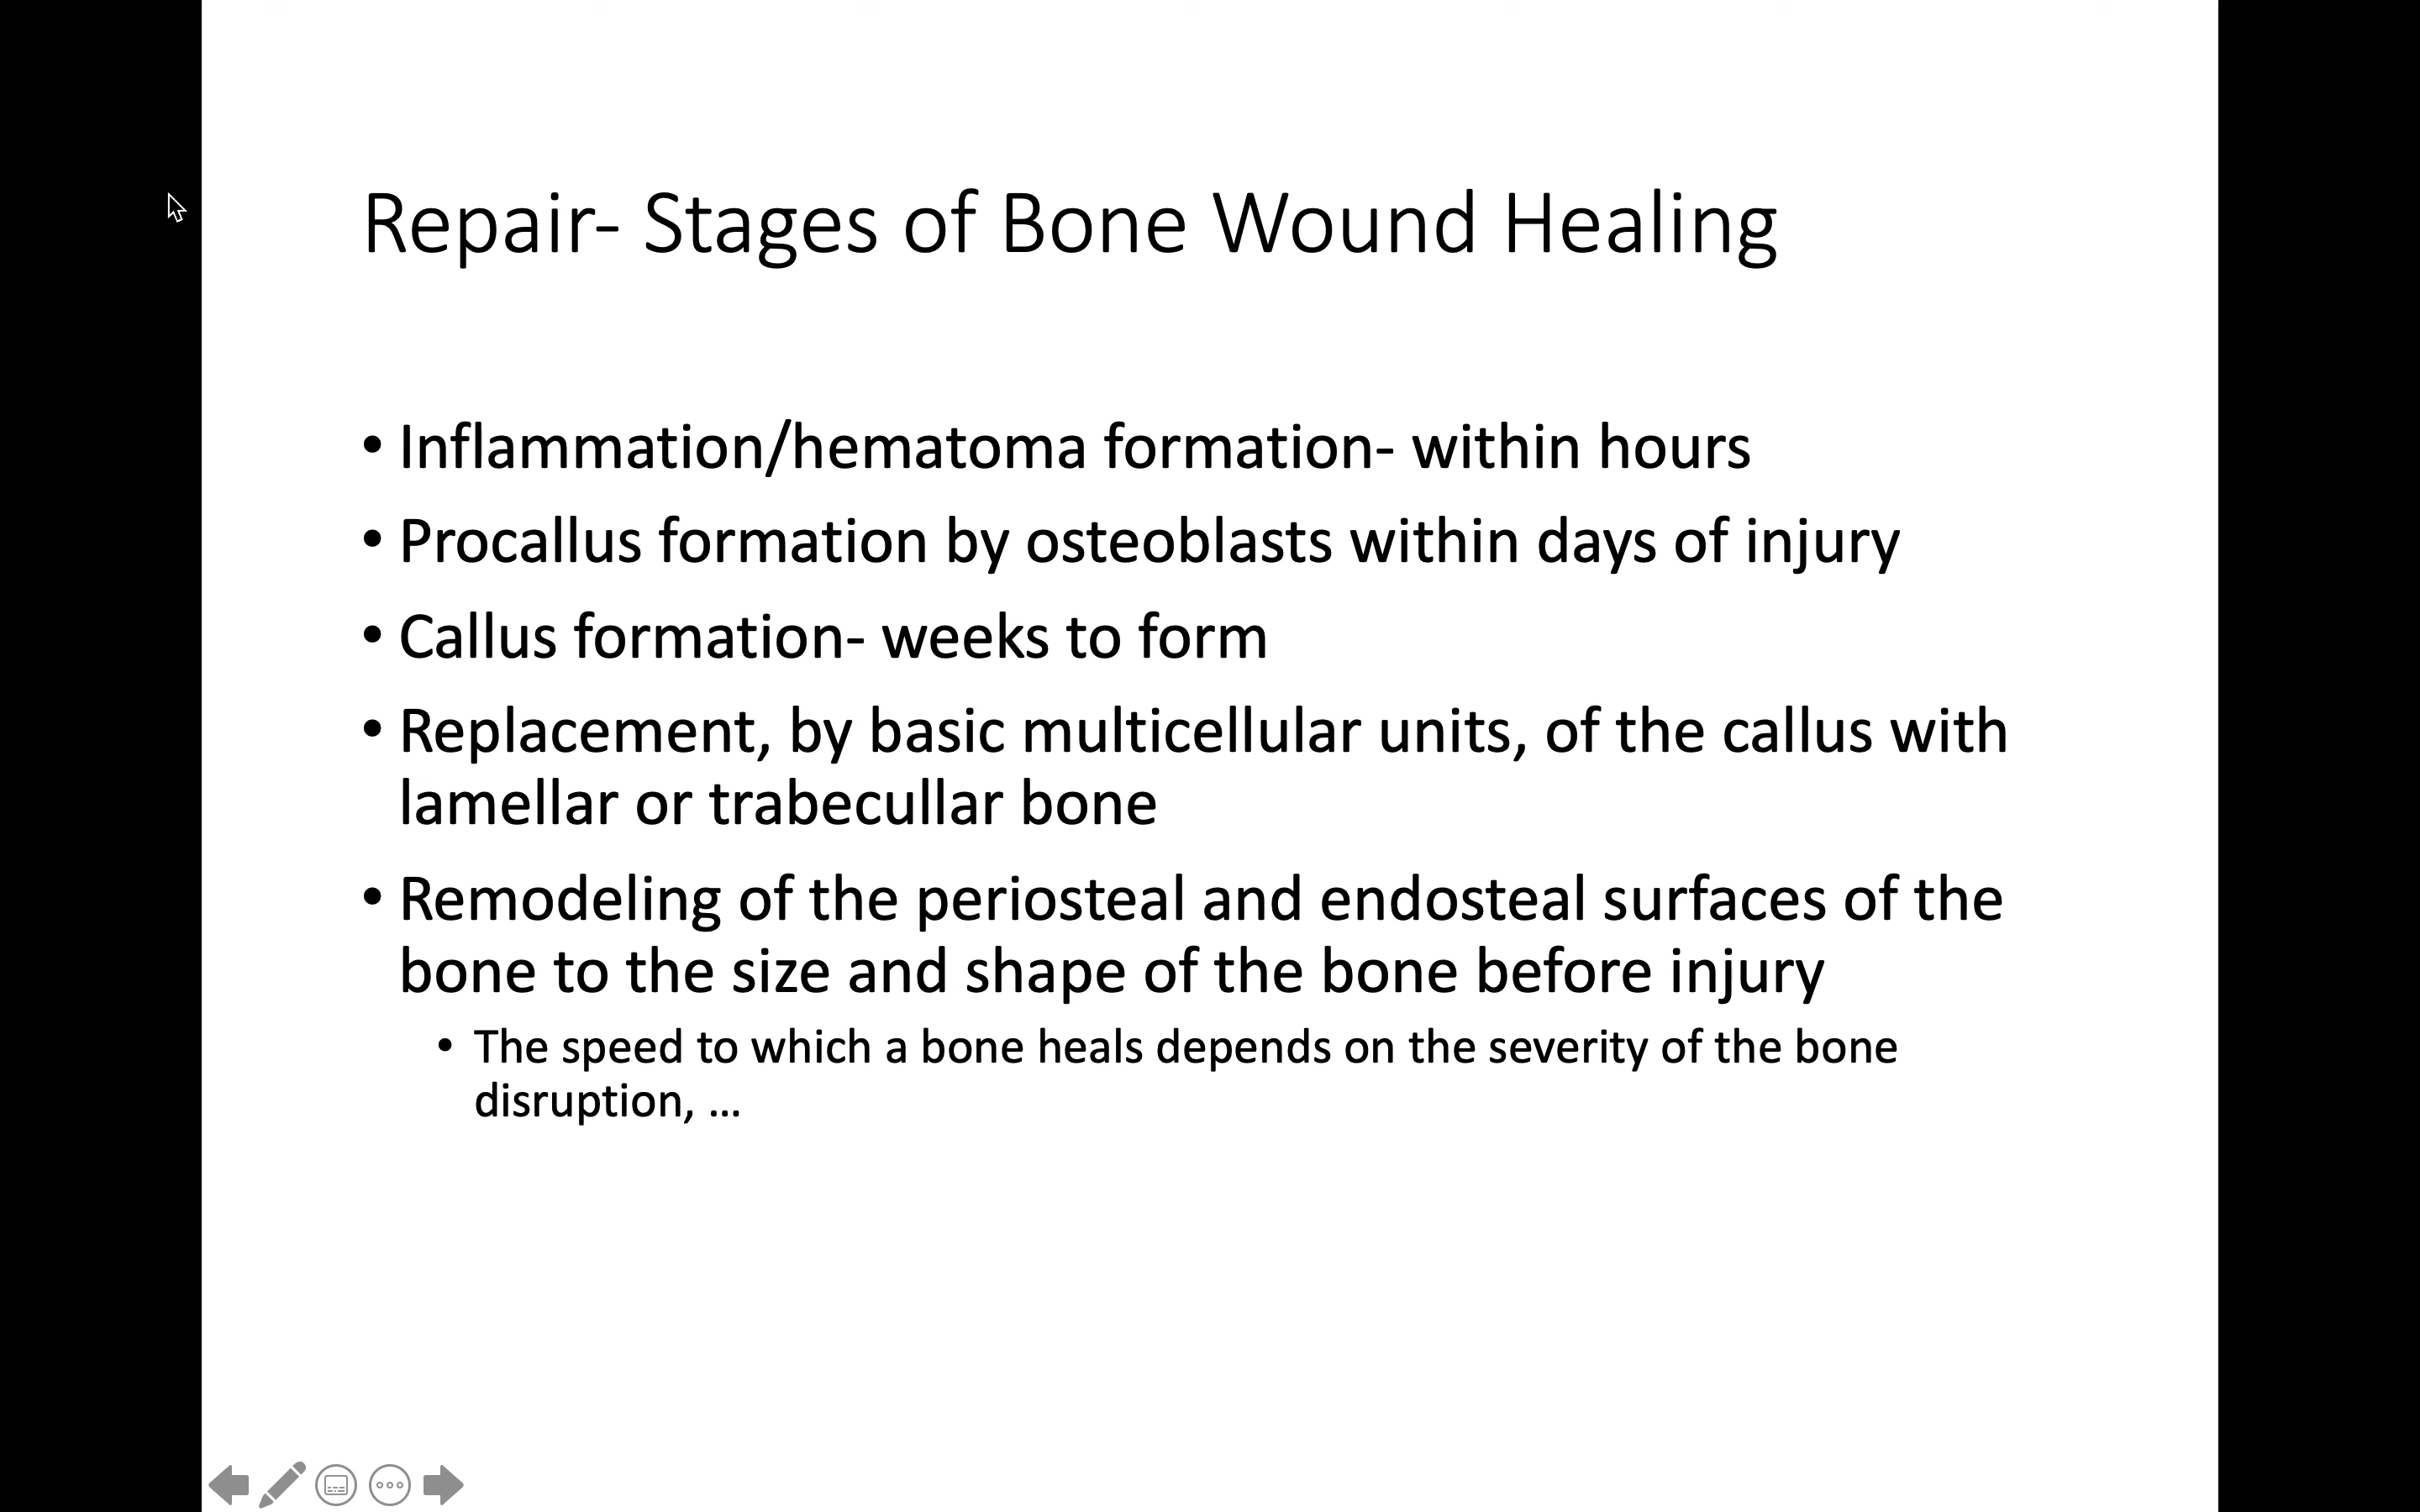 Repair- Stages of Bone Wound Healing
• Inflammation/hematoma formation- within hours
• Procallus formation by osteoblasts within days of injury
• Callus formation- weeks to form
• Replacement, by basic multicellular units, of the callus with
lamellar or trabecullar bone
• Remodeling of the periosteal and endosteal surfaces of the
bone to the size and shape of the bone before injury
• The speed to which a bone heals depends on the severity of the bone
disruption, ...